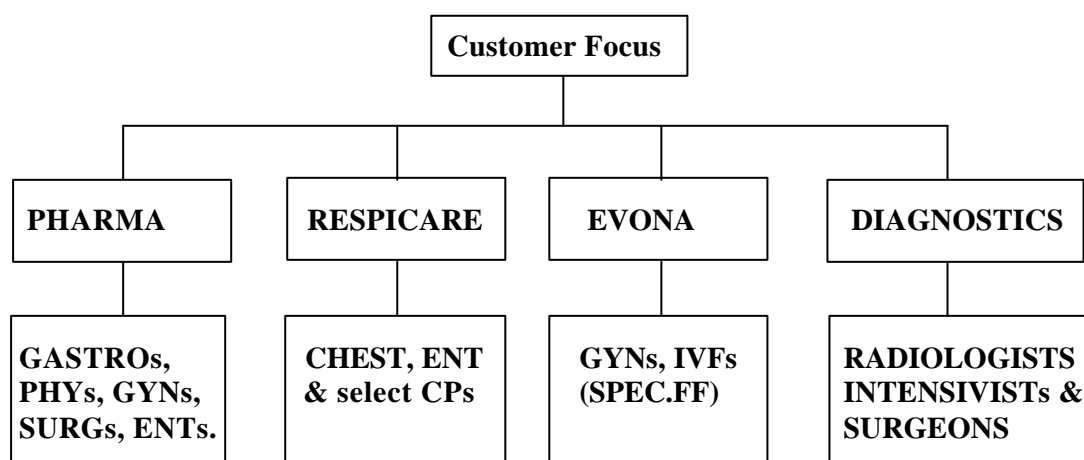 Customer Focus
PHARMA
RESPICARE
EVONA
DIAGNOSTICS
GASTROs,
PHYs, GYNs,
SURGs, ENTs.
CHEST, ENT
& select CPs
GYNs, IVFs
(SPEC.FF)
RADIOLOGISTS
INTENSIVISTs &
SURGEONS